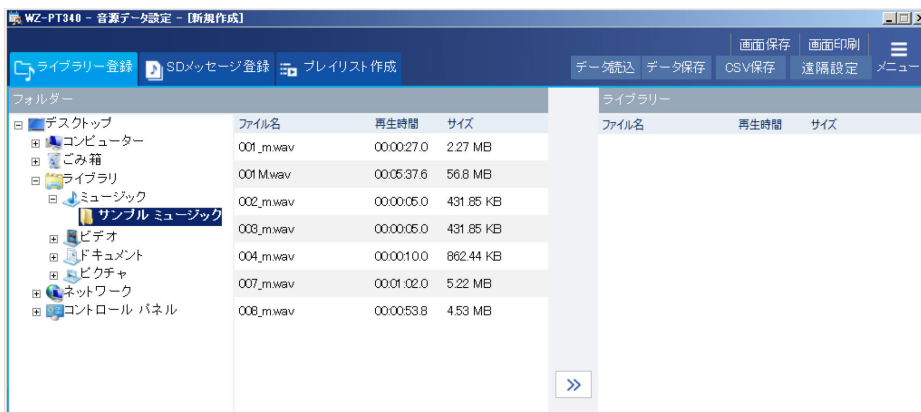 WZ-PT340 - 音源データ設定 - [新規作成]
画面保存 画面印刷
ライブラリー登録 SDメッセージ登録 プレイリスト作成 データ読込 データ保存 CSV保存 遠隔設定 メニュー
フォルダー
ライブラリー
デスクトップ
コンピューター
ごみ箱
ライブラリ
ミュージック
サンプル ミュージック
ビデオ
ドキュメント
ピクチャ
ネットワーク
コントロール パネル
ファイル名 再生時間 サイズ
001_m.wav 00:00:27.0 2.27 MB
001M.wav 00:05:37.6 56.8 MB
002_m.wav 00:00:05.0 431.85 KB
003_m.wav 00:00:05.0 431.85 KB
004_m.wav 00:00:10.0 862.44 KB
007_m.wav 00:01:02.0 5.22 MB
008_m.wav 00:00:53.8 4.53 MB
ファイル名 再生時間 サイズ